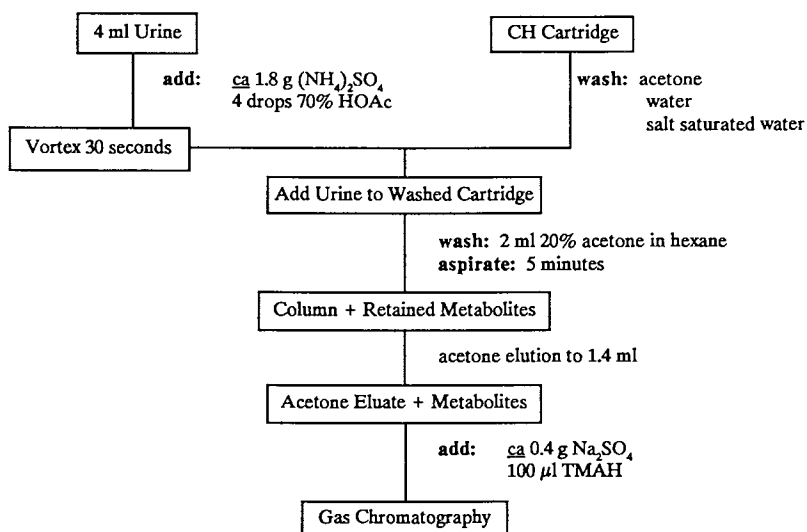 4 ml Urine
CH Cartridge
add: ca 1.8 g (NH₄)₂SO₄
4 drops 70% HOAc
wash: acetone
water
salt saturated water
Vortex 30 seconds
Add Urine to Washed Cartridge
wash: 2 ml 20% acetone in hexane
aspirate: 5 minutes
Column + Retained Metabolites
acetone elution to 1.4 ml
Acetone Eluate + Metabolites
add: ca 0.4 g Na₂SO₄
100 μl TMAH
Gas Chromatography